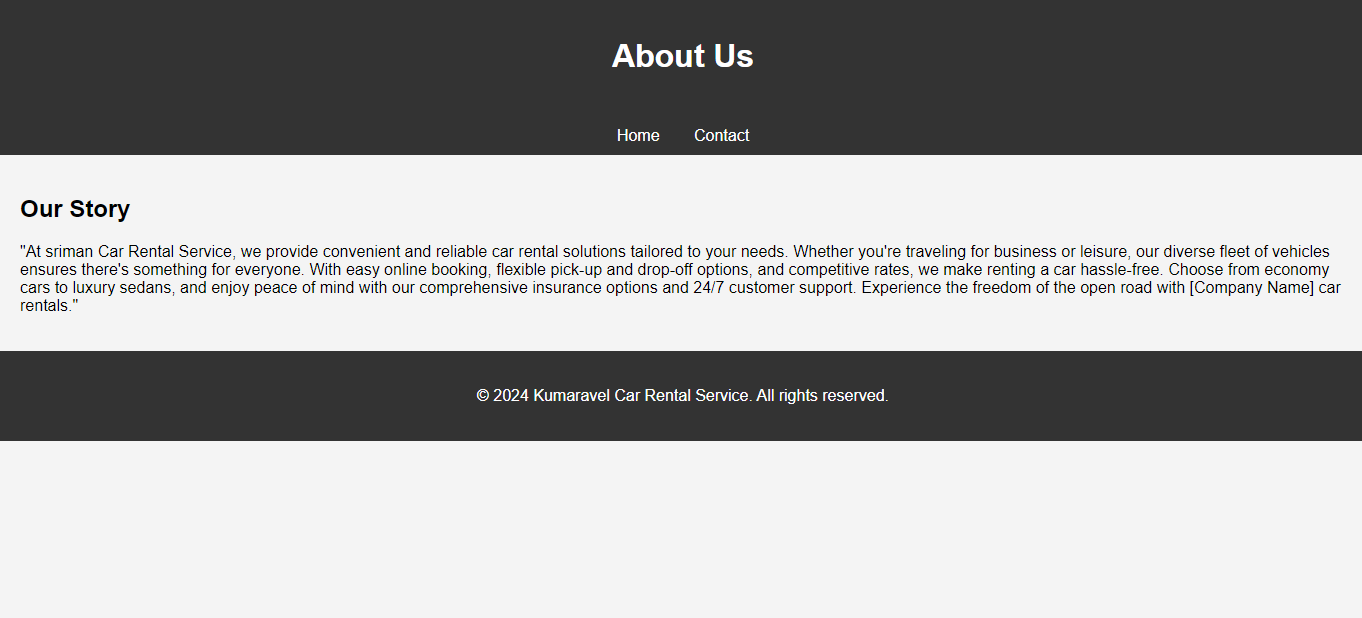 About Us
Home Contact
Our Story
"At sriman Car Rental Service, we provide convenient and reliable car rental solutions tailored to your needs. Whether you're traveling for business or leisure, our diverse fleet of vehicles
ensures there's something for everyone. With easy online booking, flexible pick-up and drop-off options, and competitive rates, we make renting a car hassle-free. Choose from economy
cars to luxury sedans, and enjoy peace of mind with our comprehensive insurance options and 24/7 customer support. Experience the freedom of the open road with [Company Name] car
rentals."
© 2024 Kumaravel Car Rental Service. All rights reserved.